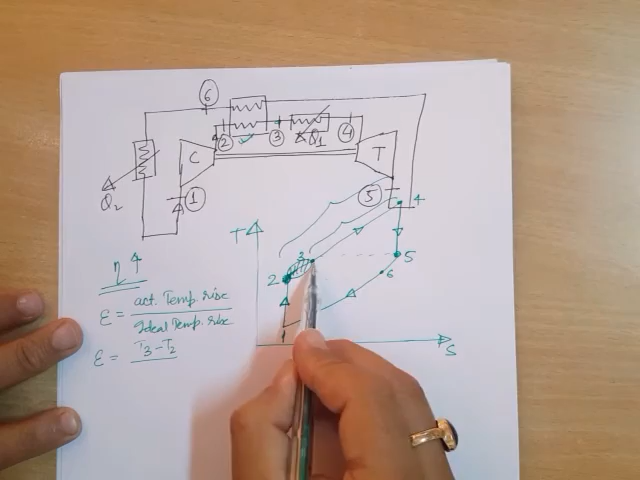 6
2
3
Q1
4
C
T
Q2
1
5
4
T
η ↑
3
5
2
6
ε = act. Temp. rise
Ideal Temp. rise
ε = T3 - T2
1
S